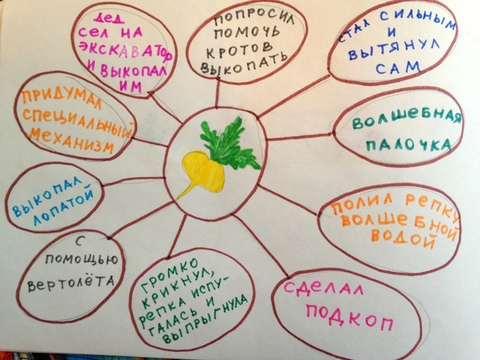 ДЕД
СЕЛ НА
ЭКСКАВАТОР
И ВЫКОПАЛ
ИМ
ПОПРОСИЛ
ПОМОЧЬ
КРОТОВ
ВЫКОПАТЬ
СТАЛ СИЛЬНЫМ
И
ВЫТЯНУЛ
САМ
ВОЛШЕБНАЯ
ПАЛОЧКА
ПОЛИЛ РЕПКУ
ВОЛШЕБНОЙ
ВОДОЙ
СДЕЛАЛ
ПОДКОП
ГРОМКО
КРИКНУЛ,
РЕПКА ИСПУ-
ГАЛАСЬ И
ВЫПРЫГНУЛА
С
ПОМОЩЬЮ
ВЕРТОЛЁТА
ВЫКОПАЛ
ЛОПАТОЙ
ПРИДУМАЛ
СПЕЦИАЛЬНЫЙ
МЕХАНИЗМ